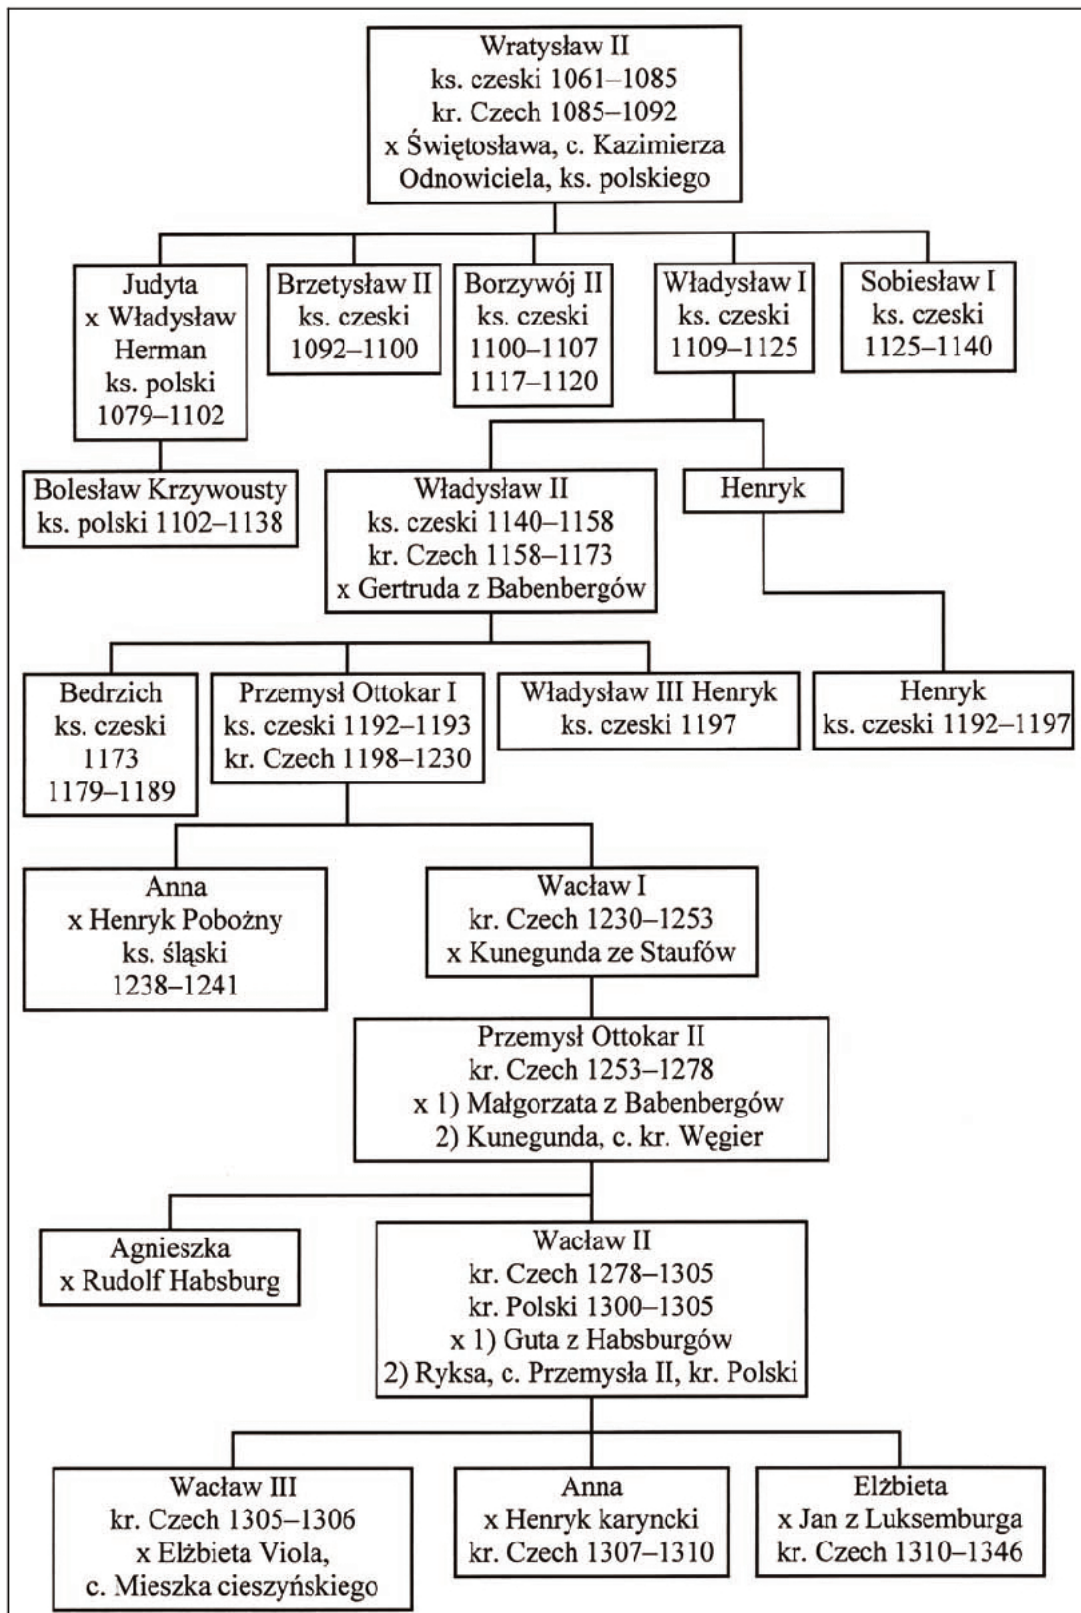 Wratysław II
ks. czeski 1061–1085
kr. Czech 1085–1092
x Świętosława, c. Kazimierza
Odnowiciela, ks. polskiego
Judyta
x Władysław
Herman
ks. polski
1079–1102
Brzetysław II
ks. czeski
1092–1100
Borzywój II
ks. czeski
1100–1107
1117–1120
Władysław I
ks. czeski
1109–1125
Sobiesław I
ks. czeski
1125–1140
Bolesław Krzywousty
ks. polski 1102–1138
Władysław II
ks. czeski 1140–1158
kr. Czech 1158–1173
x Gertruda z Babenbergów
Henryk
Bedrzich
ks. czeski
1173
1179–1189
Przemysł Ottokar I
ks. czeski 1192–1193
kr. Czech 1198–1230
Władysław III Henryk
ks. czeski 1197
Henryk
ks. czeski 1192–1197
Anna
x Henryk Pobożny
ks. śląski
1238–1241
Wacław I
kr. Czech 1230–1253
x Kunegunda ze Staufów
Przemysł Ottokar II
kr. Czech 1253–1278
x 1) Małgorzata z Babenbergów
2) Kunegunda, c. kr. Węgier
Agnieszka
x Rudolf Habsburg
Wacław II
kr. Czech 1278–1305
kr. Polski 1300–1305
x 1) Guta z Habsburgów
2) Ryksa, c. Przemysła II, kr. Polski
Wacław III
kr. Czech 1305–1306
x Elżbieta Viola,
c. Mieszka cieszyńskiego
Anna
x Henryk karyncki
kr. Czech 1307–1310
Elżbieta
x Jan z Luksemburga
kr. Czech 1310–1346